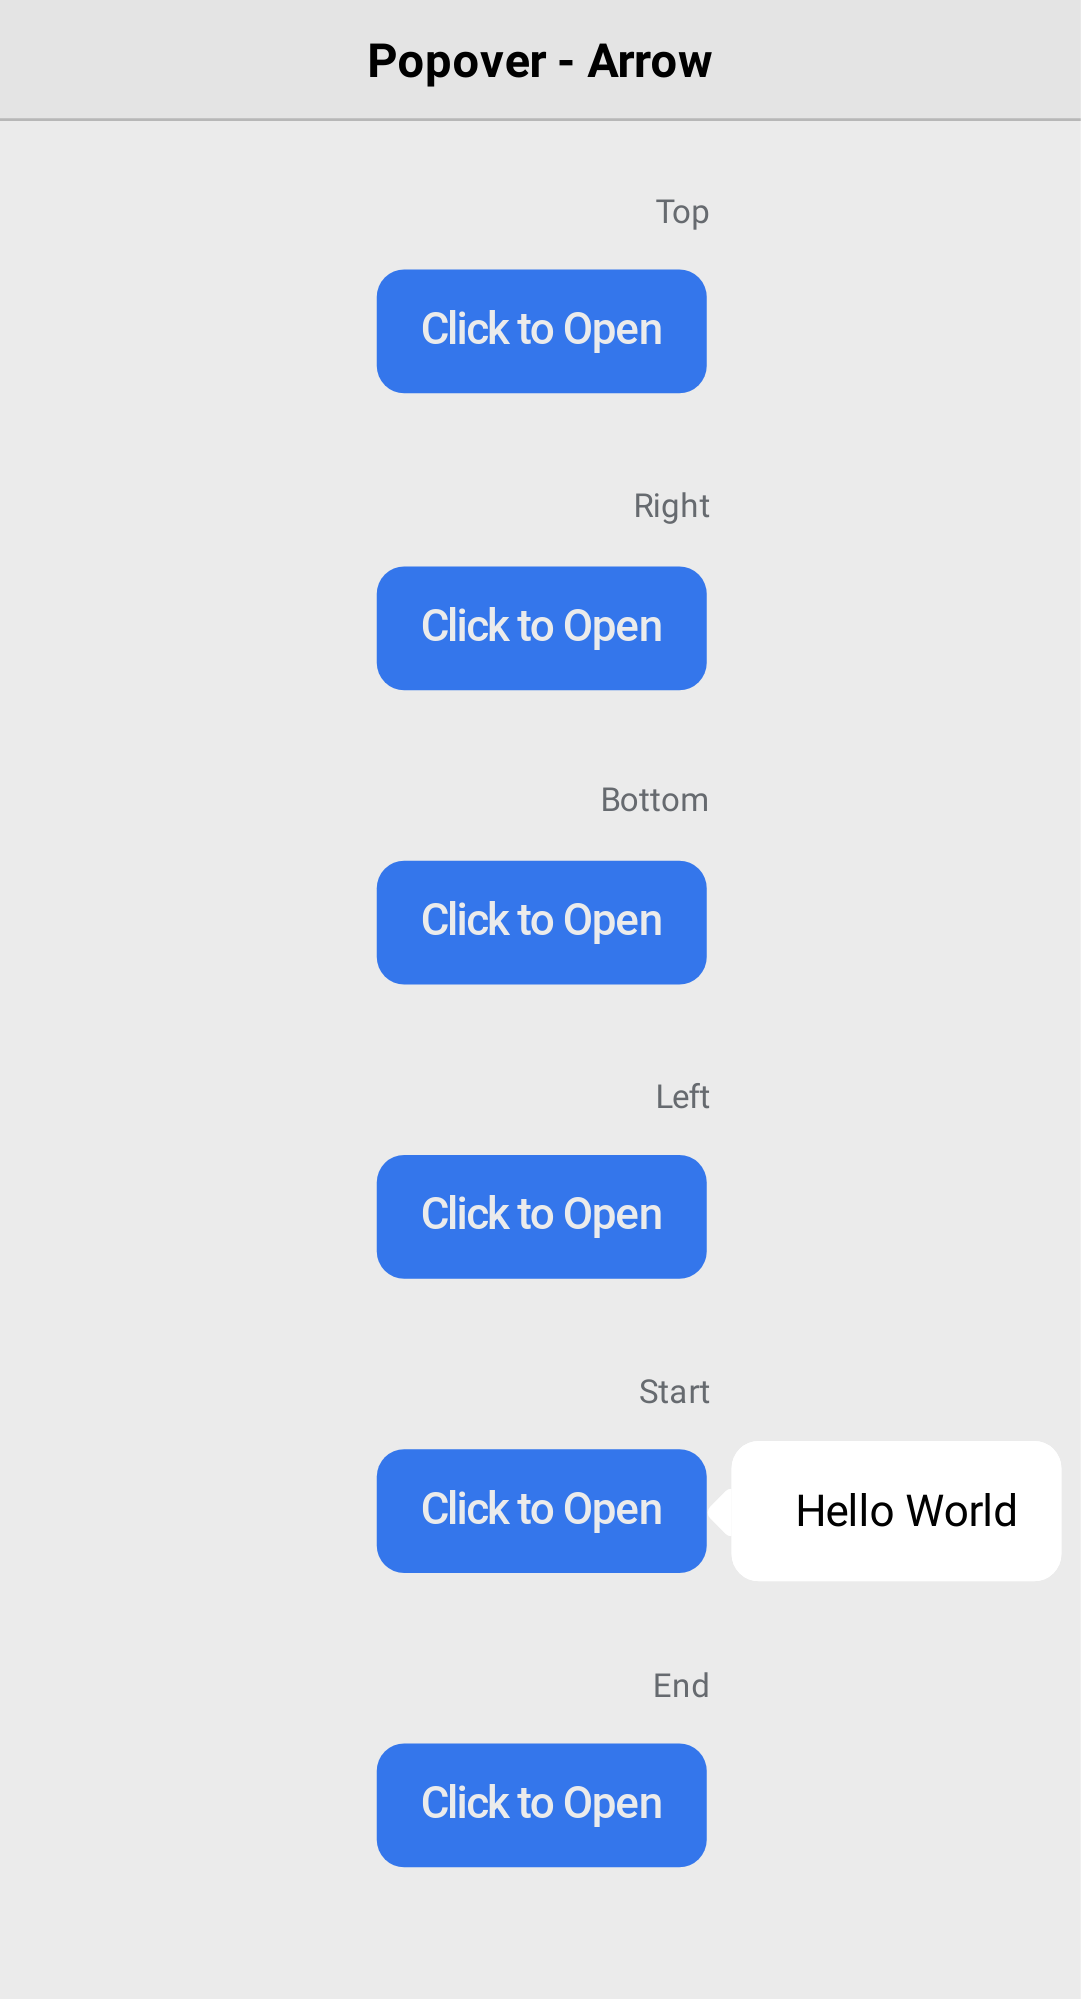 Popover - Arrow
Top
Click to Open
Right
Click to Open
Bottom
Click to Open
Left
Click to Open
Start
Click to Open
Hello World
End
Click to Open